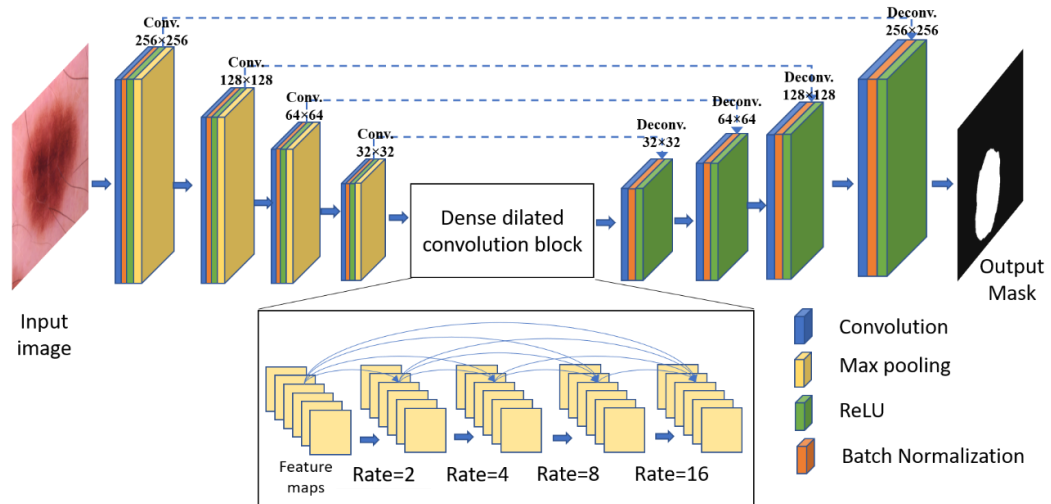 Conv.
256×256
Conv.
128×128
Conv.
64×64
Conv.
32×32
Deconv.
32*32
Deconv.
64*64
Deconv.
128×128
Deconv.
256×256
Dense dilated
convolution block
Input
image
Output
Mask
Feature
maps
Rate=2
Rate=4
Rate=8
Rate=16
Convolution
Max pooling
ReLU
Batch Normalization